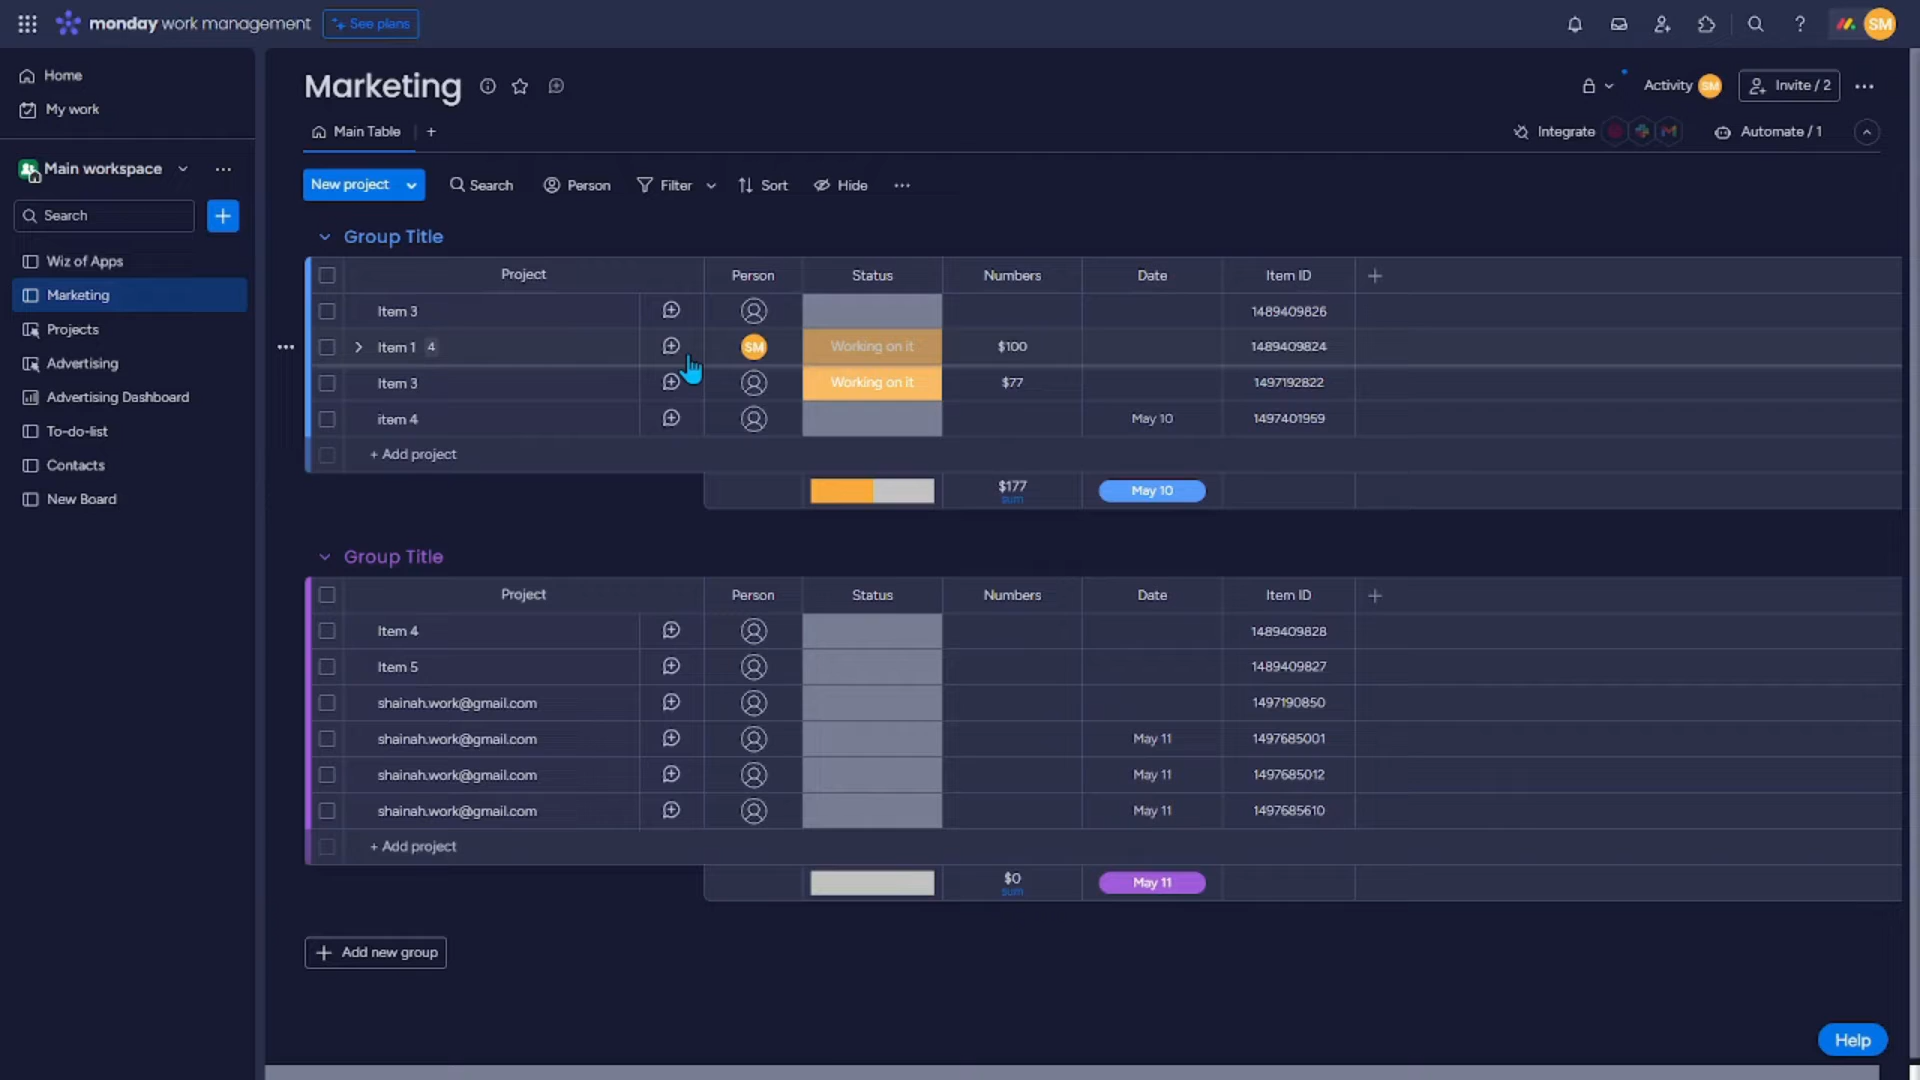 monday work management See plans SM
Home
My work
Main workspace
Search
Wiz of Apps
Marketing
Projects
Advertising
Advertising Dashboard
To-do-list
Contacts
New Board
Marketing
Activity SM Invite / 2
Main Table Integrate Automate / 1
New project Search Person Filter Sort Hide
Group Title
Project Person Status Numbers Date Item ID
Item 3 1489409826
Item 1 4 SM Working on it $100 1489409824
Item 3 Working on it $77 1497192822
item 4 May 10 1497401959
+ Add project
$177 May 10
sum
Group Title
Project Person Status Numbers Date Item ID
Item 4 1489409828
Item 5 1489409827
shainah.work@gmail.com 1497190850
shainah.work@gmail.com May 11 1497685001
shainah.work@gmail.com May 11 1497685012
shainah.work@gmail.com May 11 1497685610
+ Add project
$0 May 11
sum
Add new group
Help